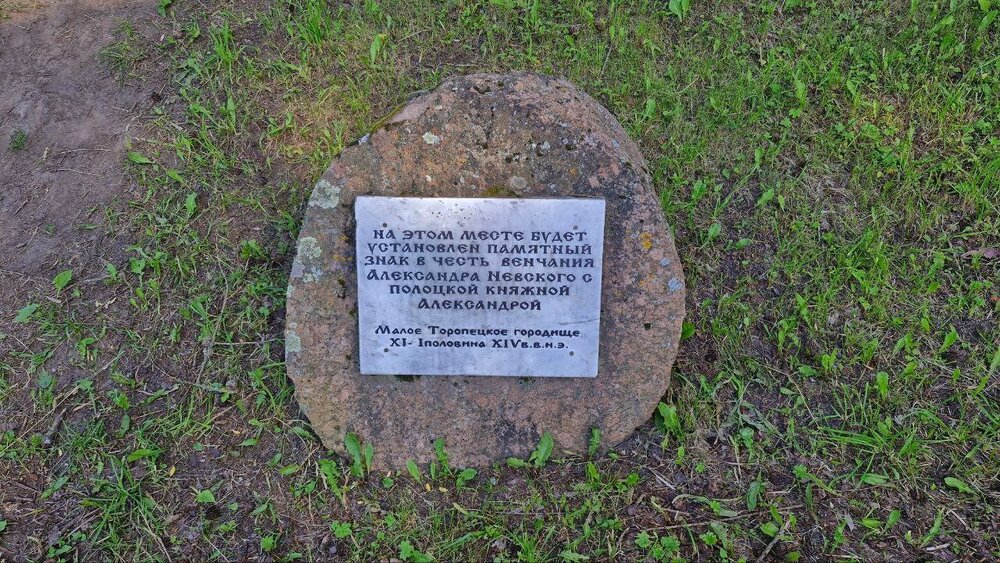 НА ЭТОМ МЕСТЕ БУДЕТ
УСТАНОВЛЕН ПАМЯТНЫЙ
ЗНАК В ЧЕСТЬ ВЕНЧАНИЯ
АЛЕКСАНДРА НЕВСКОГО С
ПОЛОЦКОЙ КНЯЖНОЙ
АЛЕКСАНДРОЙ
Малое Торопецкое городище
XI- Iполовина XIVв.в.н.э.